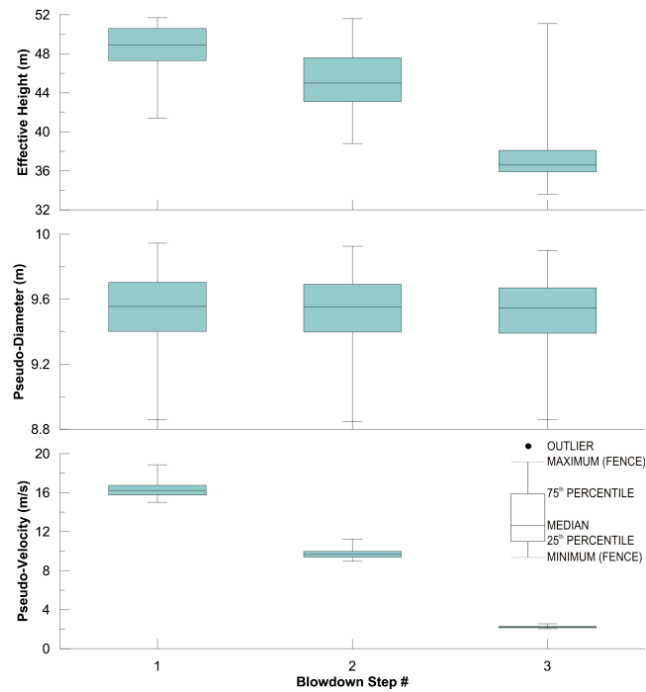 Effective Height (m)
52
48
44
40
36
32
Pseudo-Diameter (m)
10
9.6
9.2
8.8
Pseudo-Velocity (m/s)
20
16
12
8
4
0
OUTLIER
MAXIMUM (FENCE)
75th PERCENTILE
MEDIAN
25th PERCENTILE
MINIMUM (FENCE)
1 2 3
Blowdown Step #